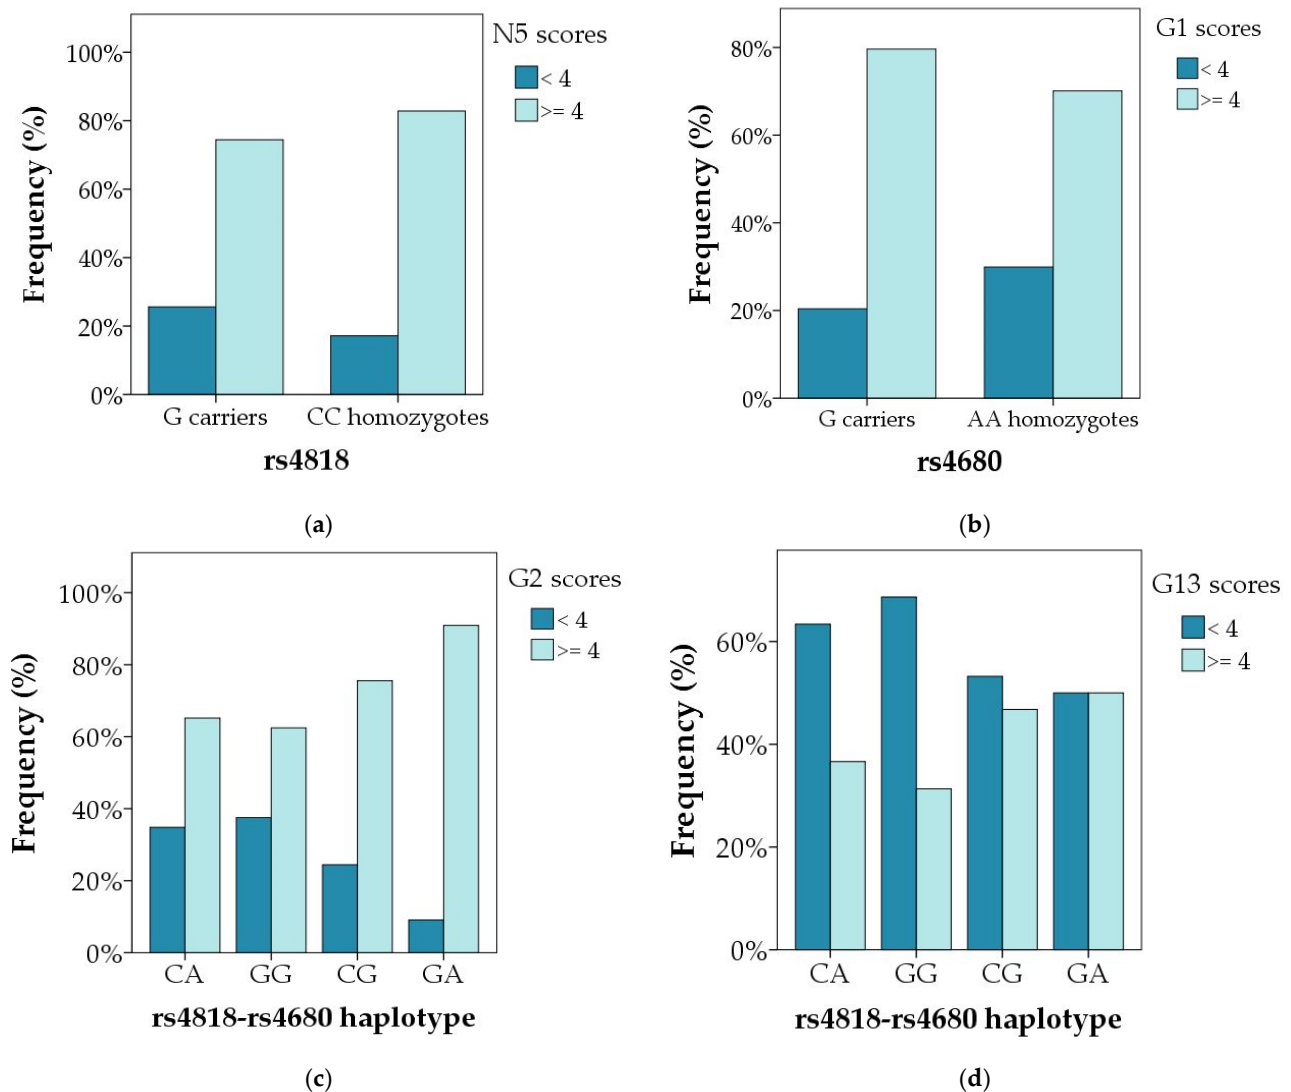 N5 scores
< 4
>= 4
100%
80%
60%
40%
20%
0%
Frequency (%)
G carriers
CC homozygotes
rs4818
(a)
G1 scores
< 4
>= 4
80%
60%
40%
20%
0%
Frequency (%)
G carriers
AA homozygotes
rs4680
(b)
G2 scores
< 4
>= 4
100%
80%
60%
40%
20%
0%
Frequency (%)
CA
GG
CG
GA
rs4818-rs4680 haplotype
(c)
G13 scores
< 4
>= 4
60%
40%
20%
0%
Frequency (%)
CA
GG
CG
GA
rs4818-rs4680 haplotype
(d)